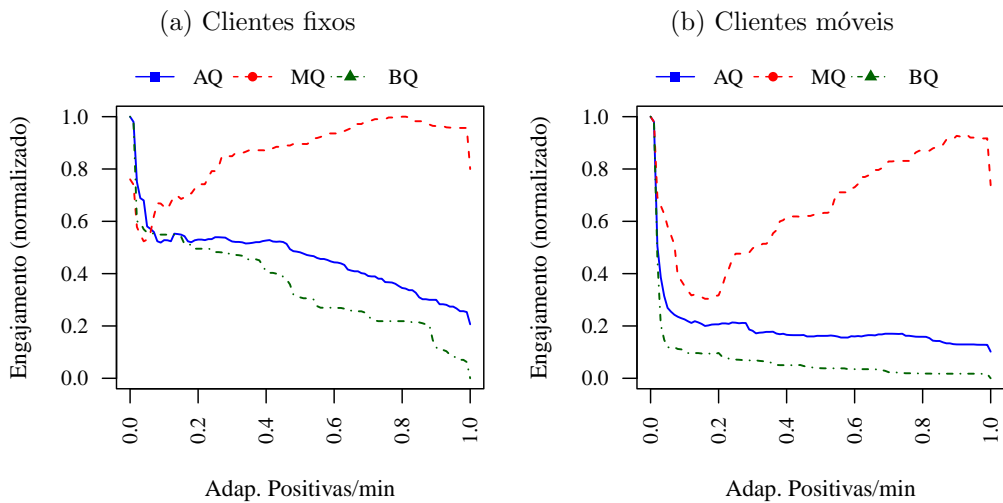 (a) Clientes fixos
AQ MQ BQ
Engajamento (normalizado)
1.0
0.8
0.6
0.4
0.2
0.0
0.0 0.2 0.4 0.6 0.8 1.0
Adap. Positivas/min
(b) Clientes móveis
AQ MQ BQ
Engajamento (normalizado)
1.0
0.8
0.6
0.4
0.2
0.0
0.0 0.2 0.4 0.6 0.8 1.0
Adap. Positivas/min